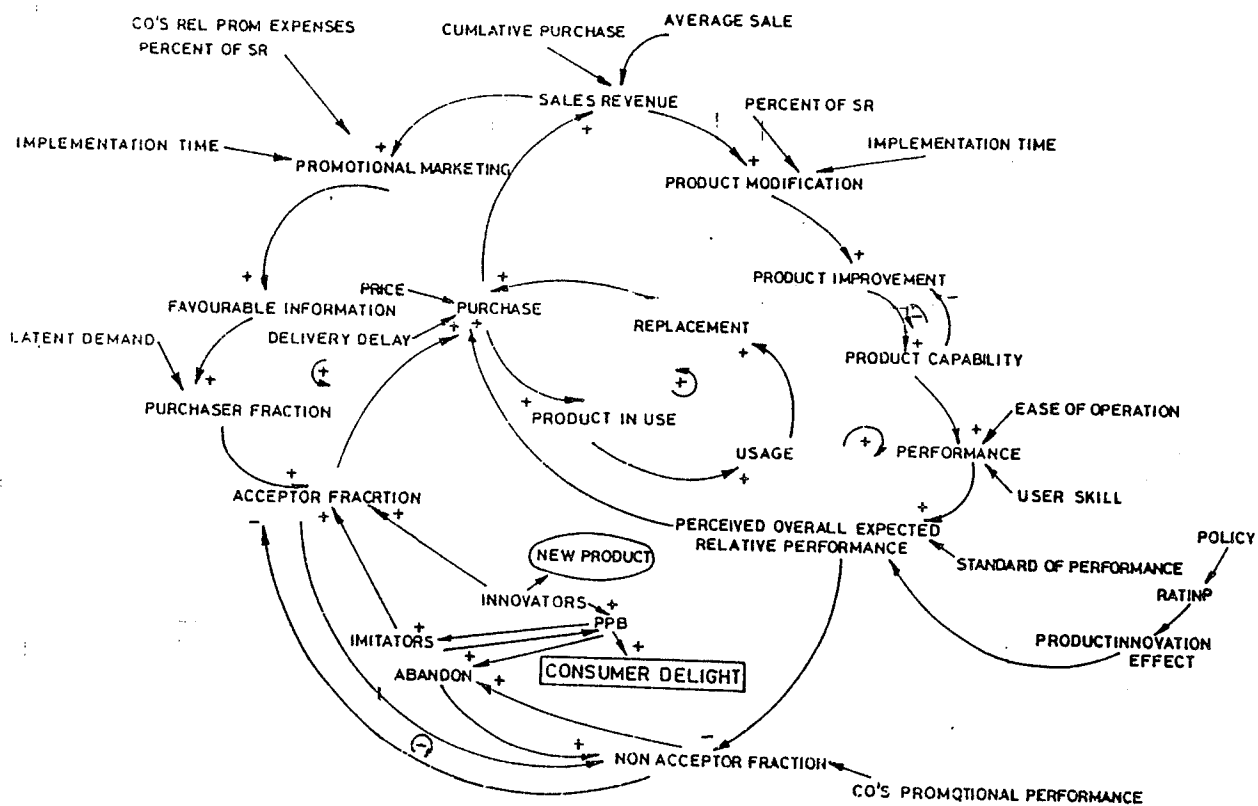 CO'S REL PROM EXPENSES
PERCENT OF SR
CUMLATIVE PURCHASE
AVERAGE SALE
SALES REVENUE
PERCENT OF SR
IMPLEMENTATION TIME
IMPLEMENTATION TIME
PROMOTIONAL MARKETING
PRODUCT MODIFICATION
PRODUCT IMPROVEMENT
PRICE
FAVOURABLE INFORMATION
PURCHASE
REPLACEMENT
LATENT DEMAND
DELIVERY DELAY
PRODUCT CAPABILITY
PURCHASER FRACTION
PRODUCT IN USE
EASE OF OPERATION
USAGE
PERFORMANCE
ACCEPTOR FRACRTION
USER SKILL
PERCEIVED OVERALL EXPECTED
RELATIVE PERFORMANCE
NEW PRODUCT
POLICY
STANDARD OF PERFORMANCE
RATINP
INNOVATORS
PPB
IMITATORS
PRODUCTINNOVATION
EFFECT
ABANDON
CONSUMER DELIGHT
NON ACCEPTOR FRACTION
CO'S PROMOTIONAL PERFORMANCE